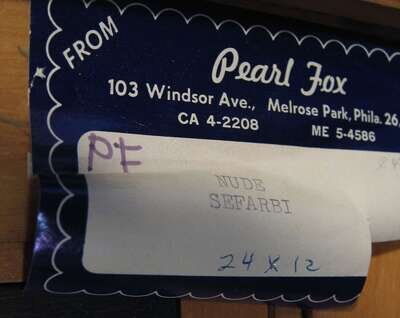 FROM
Pearl Fox
103 Windsor Ave., Melrose Park, Phila. 26,
CA 4-2208 ME 5-4586
PF
NUDE
SEFARBI
24 x 12